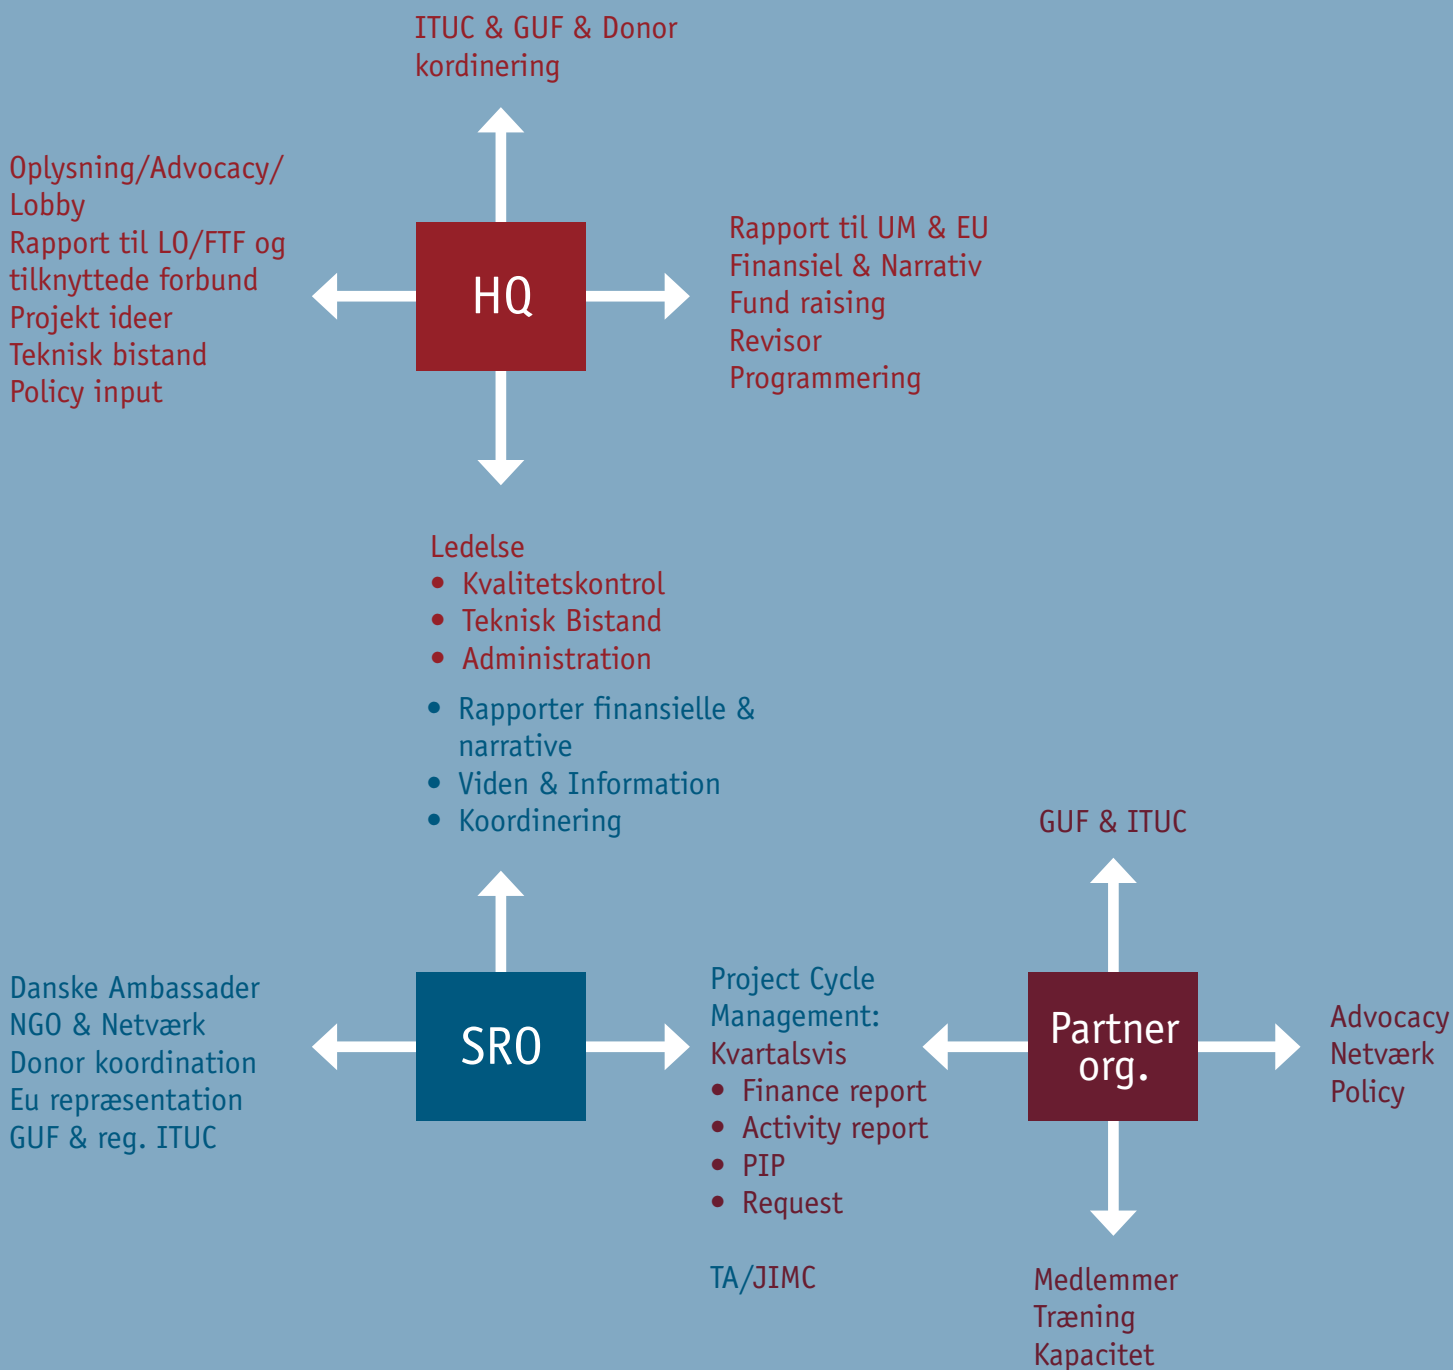 ITUC & GUF & Donor
kordinering
Oplysning/Advocacy/
Lobby
Rapport til LO/FTF og
tilknyttede forbund
Projekt ideer
Teknisk bistand
Policy input
HQ
Rapport til UM & EU
Finansiel & Narrativ
Fund raising
Revisor
Programmering
Ledelse
• Kvalitetskontrol
• Teknisk Bistand
• Administration
• Rapporter finansielle &
narrative
• Viden & Information
• Koordinering
Danske Ambassader
NGO & Netværk
Donor koordination
Eu repræsentation
GUF & reg. ITUC
SRO
Project Cycle
Management:
Kvartalsvis
• Finance report
• Activity report
• PIP
• Request
TA/JIMC
GUF & ITUC
Partner
org.
Advocacy
Netværk
Policy
Medlemmer
Træning
Kapacitet